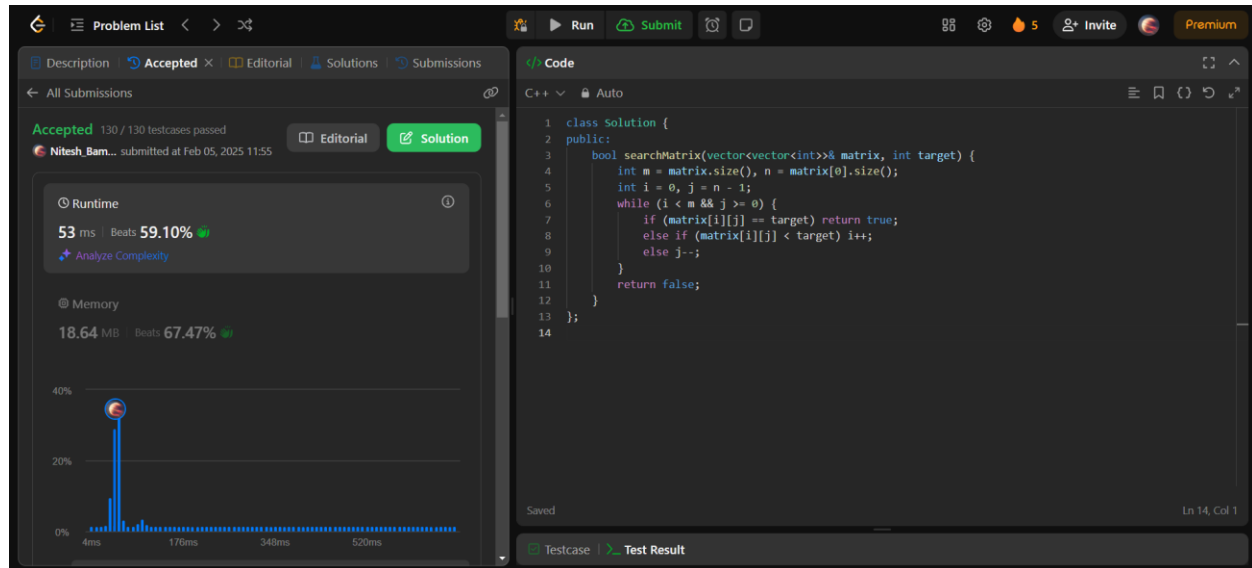 Problem List
Run
Submit
5
Invite
Premium
Description
Accepted
Editorial
Solutions
Submissions
All Submissions
Accepted 130 / 130 testcases passed
Nitesh_Bam... submitted at Feb 05, 2025 11:55
Editorial
Solution
Runtime
53 ms Beats 59.10%
Analyze Complexity
Memory
18.64 MB Beats 67.47%
40%
20%
0%
4ms 176ms 348ms 520ms
</> Code
C++ Auto
1 class Solution {
2 public:
3 bool searchMatrix(vector<vector<int>>& matrix, int target) {
4 int m = matrix.size(), n = matrix[0].size();
5 int i = 0, j = n - 1;
6 while (i < m && j >= 0) {
7 if (matrix[i][j] == target) return true;
8 else if (matrix[i][j] < target) i++;
9 else j--;
10 }
11 return false;
12 }
13 };
14
Saved
Ln 14, Col 1
Testcase
Test Result